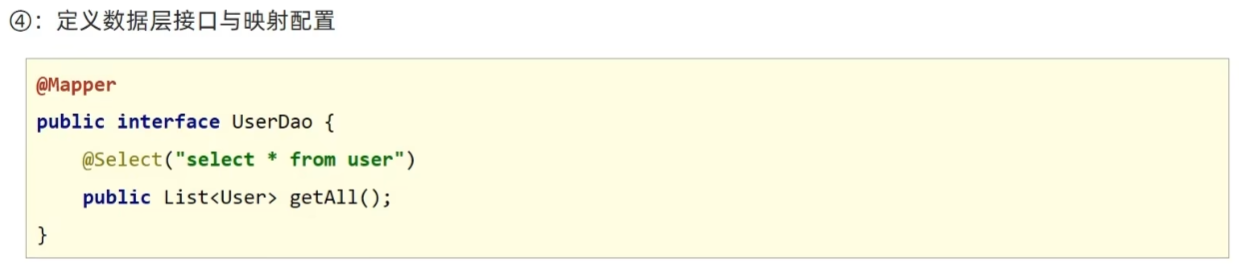 ④：定义数据层接口与映射配置
@Mapper
public interface UserDao {
    @Select("select * from user")
    public List<User> getAll();
}